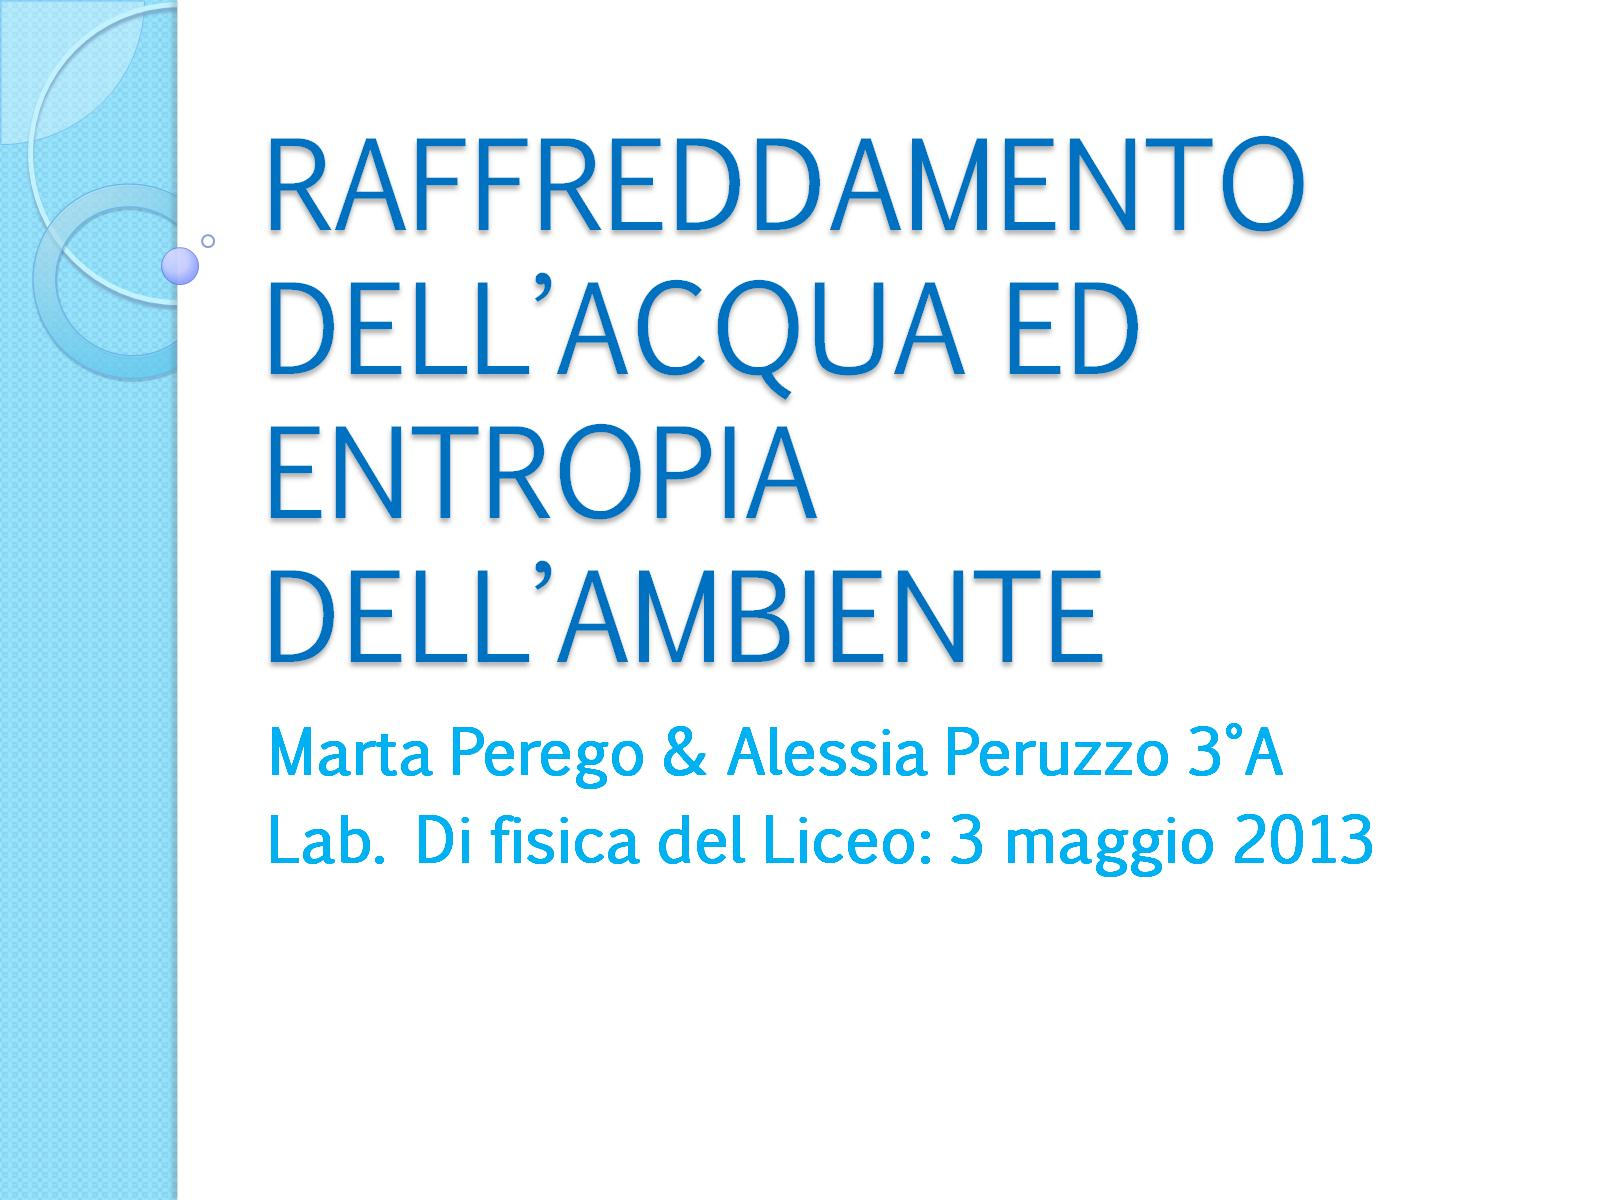 RAFFREDDAMENTO
DELL’ACQUA ED
ENTROPIA
DELL’AMBIENTE
Marta Perego & Alessia Peruzzo 3°A
Lab. Di fisica del Liceo: 3 maggio 2013